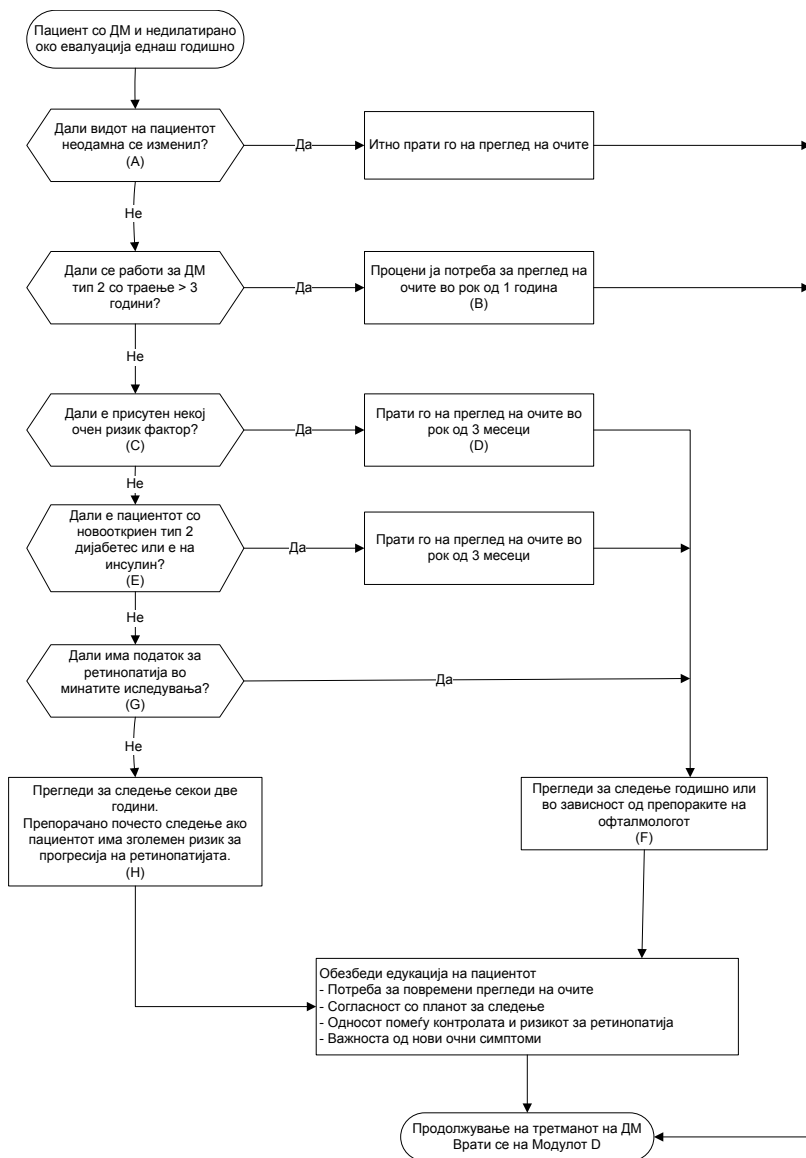 Пациент со ДМ и недилатирано
око евалуација еднаш годишно
Дали видот на пациентот
неодамна се изменил?
(A)
Да
Итно прати го на преглед на очите
Не
Дали се работи за ДМ
тип 2 со траење > 3
години?
Да
Процени ја потреба за преглед на
очите во рок од 1 година
(B)
Не
Дали е присутен некој
очен ризик фактор?
(C)
Да
Прати го на преглед на очите во
рок од 3 месеци
(D)
Не
Дали е пациентот со
новооткриен тип 2
дијабетес или е на
инсулин?
(E)
Да
Прати го на преглед на очите во
рок од 3 месеци
Не
Дали има податок за
ретинопатија во
минатите иследувања?
(G)
Да
Не
Прегледи за следење секои две
години.
Препорачано почесто следење ако
пациентот има зголемен ризик за
прогресија на ретинопатијата.
(H)
Прегледи за следење годишно или
во зависност од препораките на
офталмологот
(F)
Обезбеди едукација на пациентот
- Потреба за повремени прегледи на очите
- Согласност со планот за следење
- Односот помеѓу контролата и ризикот за ретинопатија
- Важноста од нови очни симптоми
Продолжување на третманот на ДМ
Врати се на Модулот D